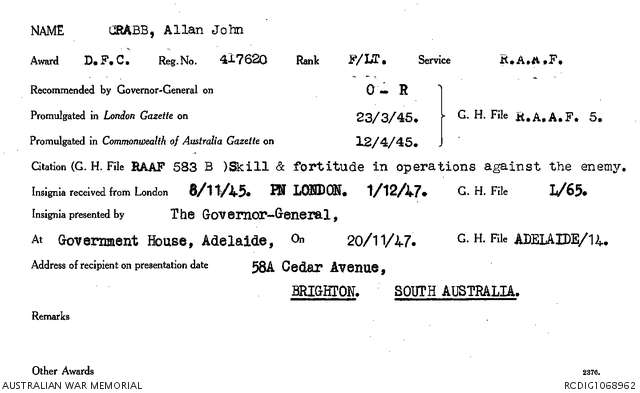 NAME CRABB, Allan John
Award D.F.C. Reg. No. 417620 Rank F/LT. Service R.A.A.F.
Recommended by Governor-General on O - R
Promulgated in London Gazette on 23/3/45. G. H. File R.A.A.F. 5.
Promulgated in Commonwealth of Australia Gazette on 12/4/45.
Citation (G. H. File RAAF 583 B )Skill & fortitude in operations against the enemy.
Insignia received from London 8/11/45. PN LONDON. 1/12/47. G. H. File L/65.
Insignia presented by The Governor-General,
At Government House, Adelaide, On 20/11/47. G. H. File ADELAIDE/14.
Address of recipient on presentation date 58A Cedar Avenue,
BRIGHTON. SOUTH AUSTRALIA.
Remarks
Other Awards 2376.
AUSTRALIAN WAR MEMORIAL RCDIG1068962